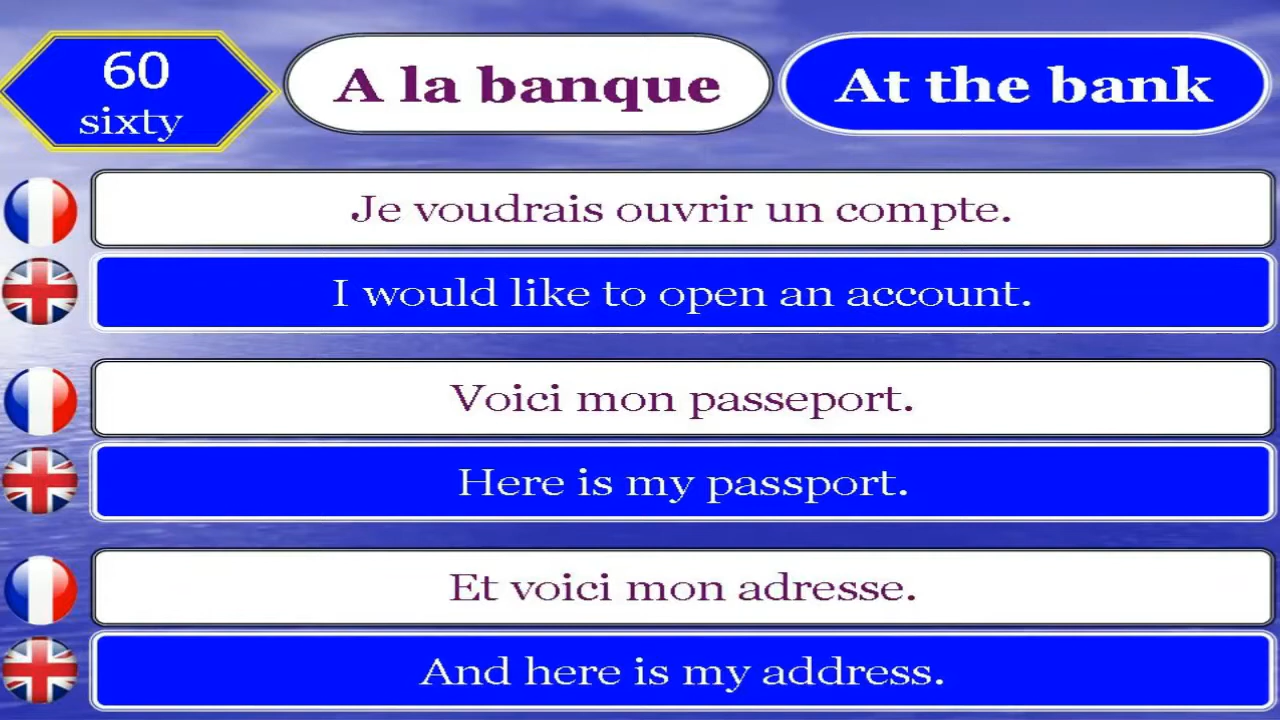 60
sixty
A la banque
At the bank
Je voudrais ouvrir un compte.
I would like to open an account.
Voici mon passeport.
Here is my passport.
Et voici mon adresse.
And here is my address.